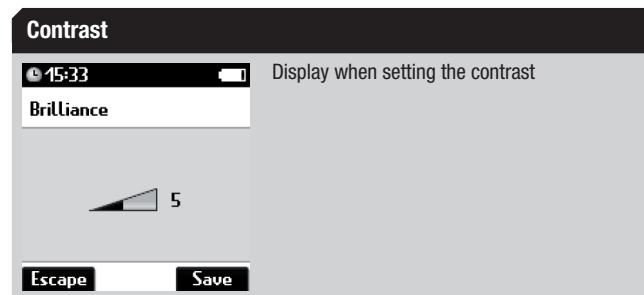 Contrast
15:33
Display when setting the contrast
Brilliance
5
Escape Save